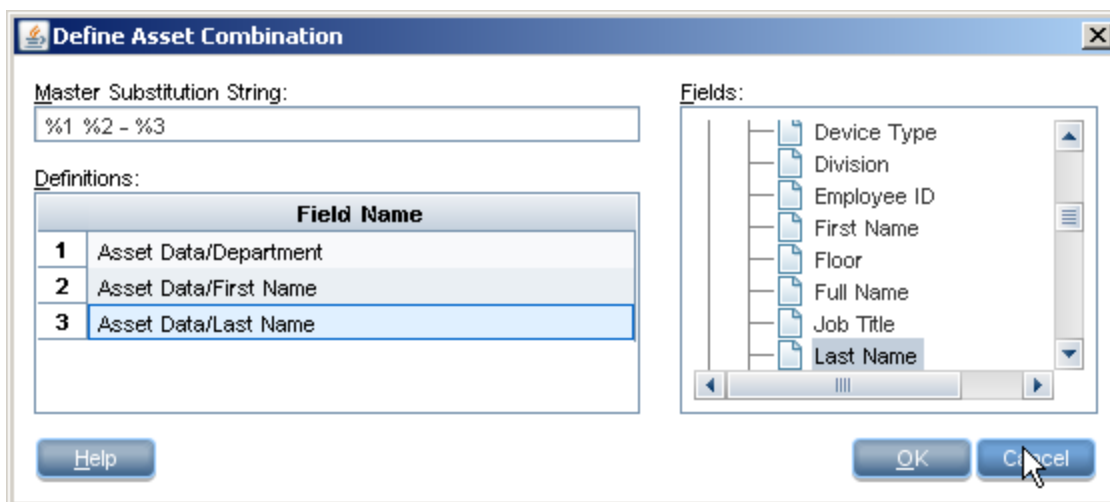 Define Asset Combination
Master Substitution String:
%1 %2 - %3
Definitions:
Field Name
1 Asset Data/Department
2 Asset Data/First Name
3 Asset Data/Last Name
Fields:
Device Type
Division
Employee ID
First Name
Floor
Full Name
Job Title
Last Name
Help
OK
Cancel